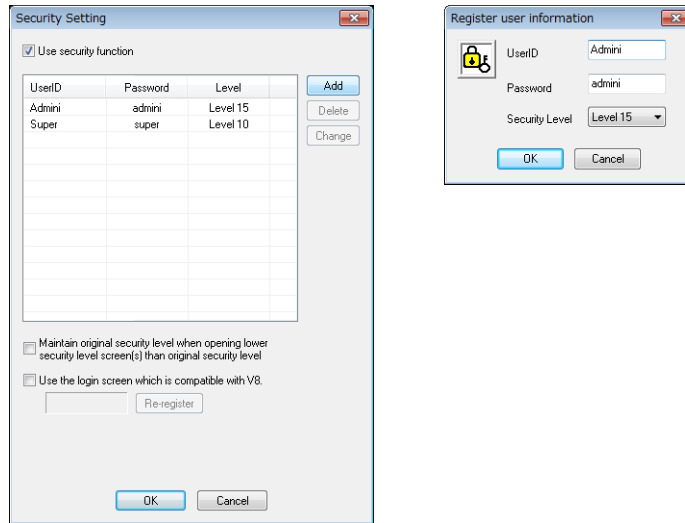 Security Setting
Use security function
UserID Password Level
Admini admini Level 15
Super super Level 10
Add
Delete
Change
Maintain original security level when opening lower
security level screen(s) than original security level
Use the login screen which is compatible with V8.
Re-register
OK Cancel
Register user information
UserID Admini
Password admini
Security Level Level 15
OK Cancel